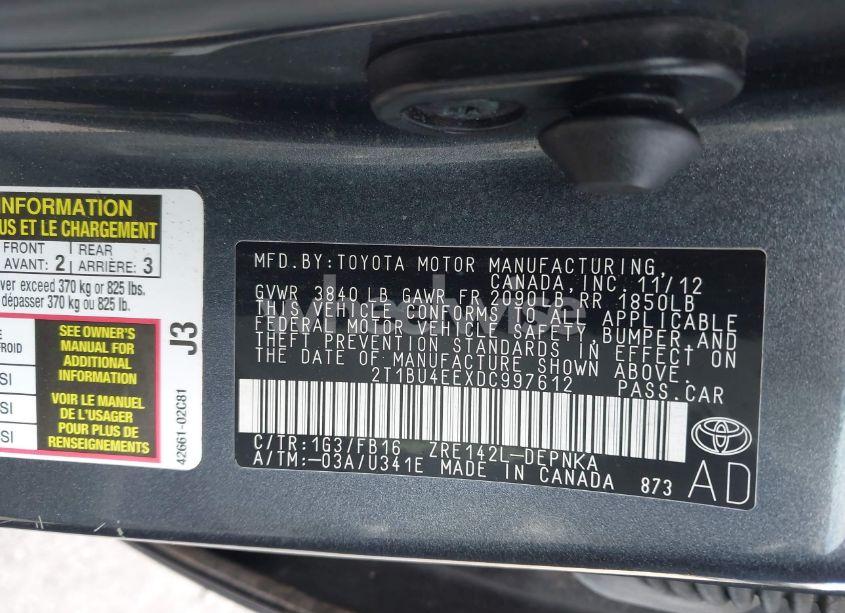 INFORMATION
US ET LE CHARGEMENT
FRONT REAR
AVANT: 2 ARRIÈRE: 3
ver exceed 370 kg or 825 lbs.
dépasser 370 kg ou 825 lb.
SEE OWNER'S
MANUAL FOR
ADDITIONAL
INFORMATION
VOIR LE MANUEL
DE L'USAGER
POUR PLUS DE
RENSEIGNEMENTS
FROID
SI
SI
SI
J3
42661-02C81
MFD.BY:TOYOTA MOTOR MANUFACTURING,
CANADA,INC. 11/12
GVWR 3840 LB GAWR FR 2090LB RR 1850LB
THIS VEHICLE CONFORMS TO ALL APPLICABLE
FEDERAL MOTOR VEHICLE SAFETY,BUMPER,AND
THEFT PREVENTION STANDARDS IN EFFECT ON
THE DATE OF MANUFACTURE SHOWN ABOVE.
2T1BU4EEXDC997612 PASS.CAR
C/TR:1G3/FB16 ZRE142L-DEPNKA
A/TM:-03A/U341E MADE IN CANADA 873
AD